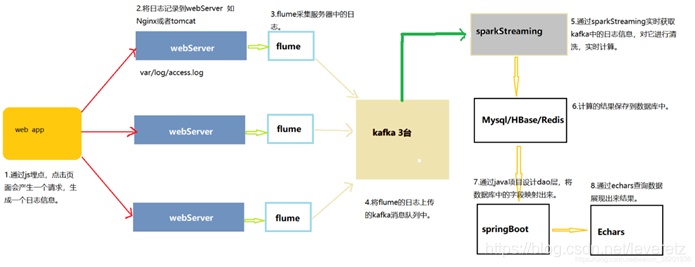 2.将日志记录到webServer 如
Nginx或者tomcat
3.flume采集服务器中的日
志。
5.通过sparkStreaming实时获取
kafka中的日志信息，对它进行清
洗，实时计算。
webServer
flume
sparkStreaming
var/log/access.log
web app
webServer
flume
kafka 3台
Mysql/HBase/Redis
6.计算的结果保存到数据库中。
1.通过js埋点，点击页
面会产生一个请求，生
成一个日志信息。
7.通过java项目设计dao层，将
数据库中的字段映射出来。
8.通过echars查询数据
展现出来结果。
webServer
flume
4.将flume的日志上传
的kafka消息队列中。
springBoot
Echars
https://blog.csdn.net/leveretz